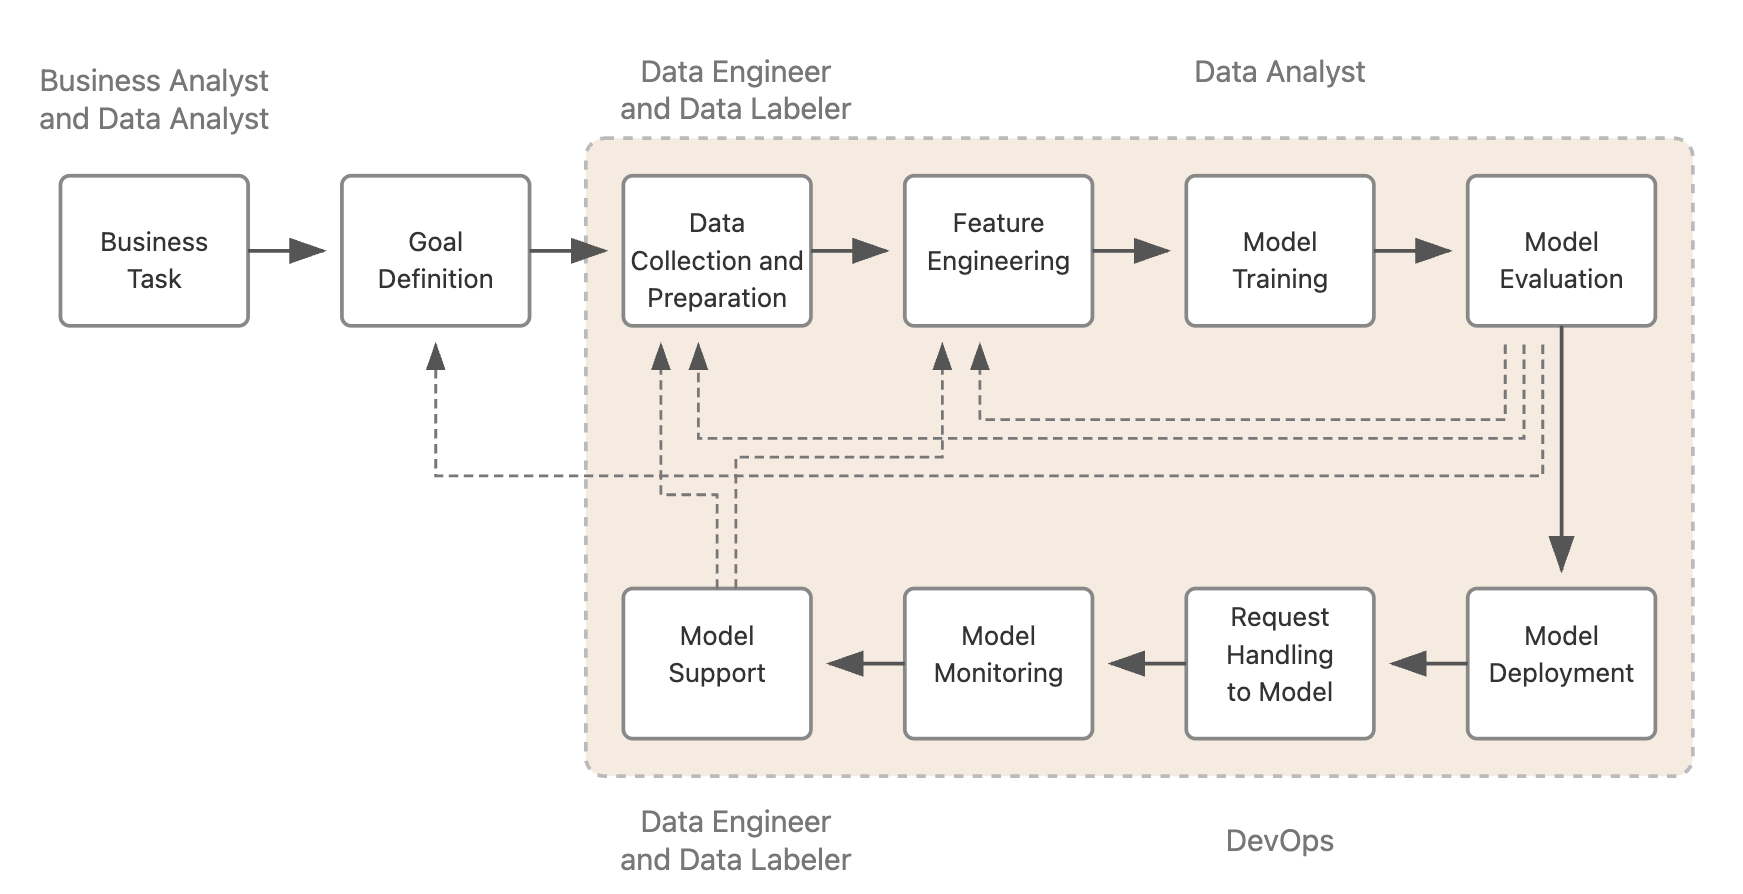 Business Analyst
and Data Analyst
Data Engineer
and Data Labeler
Data Analyst
Business
Task
Goal
Definition
Data
Collection and
Preparation
Feature
Engineering
Model
Training
Model
Evaluation
Model
Support
Model
Monitoring
Request
Handling
to Model
Model
Deployment
Data Engineer
and Data Labeler
DevOps